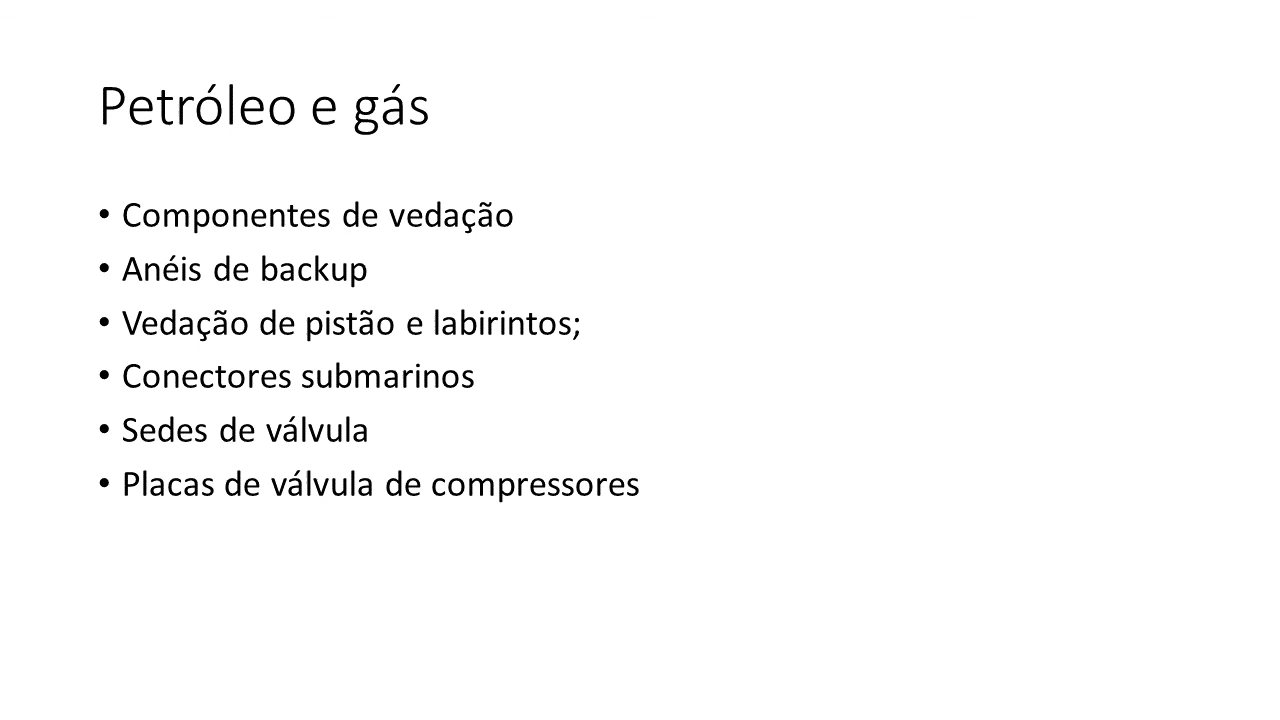 Petróleo e gás
• Componentes de vedação
• Anéis de backup
• Vedação de pistão e labirintos;
• Conectores submarinos
• Sedes de válvula
• Placas de válvula de compressores